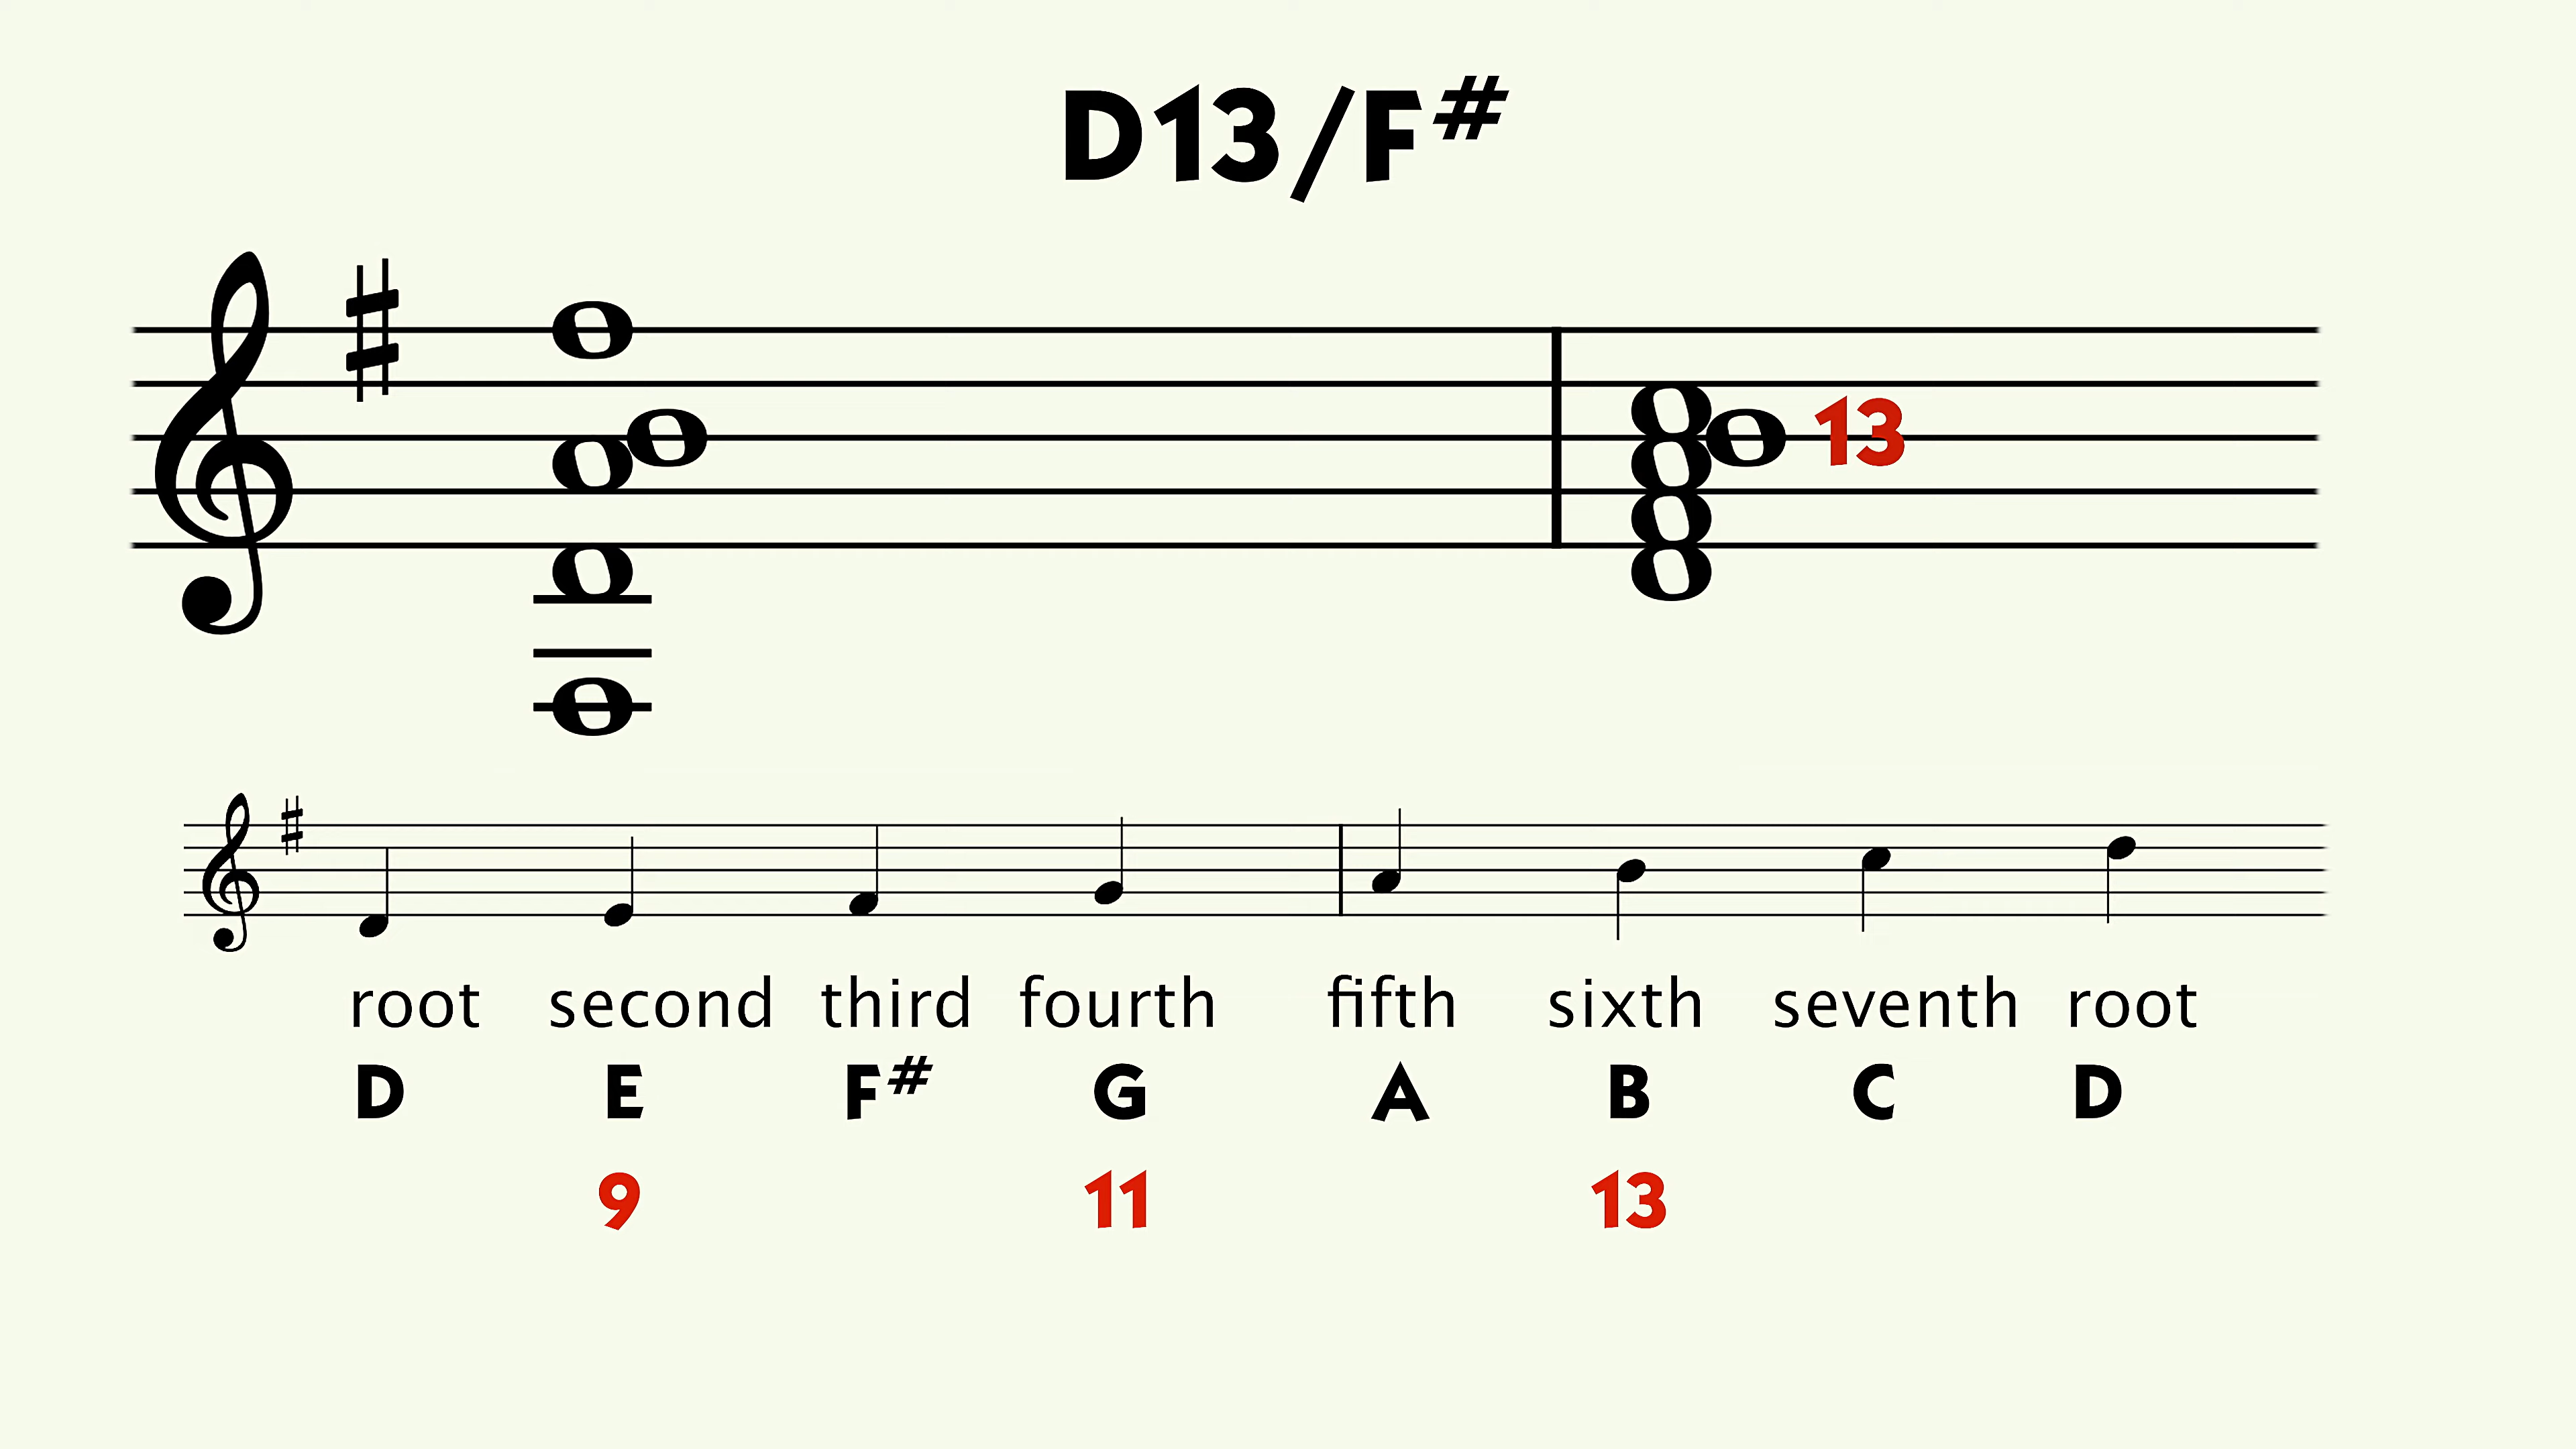 D13/F#
13
root second third fourth fifth sixth seventh root
D E F# G A B C D
9 11 13